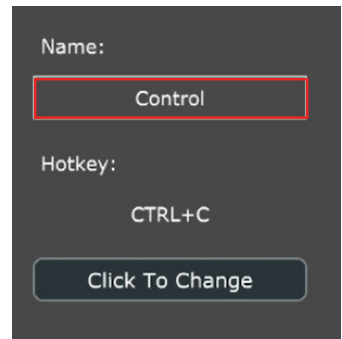 Name:
Control
Hotkey:
CTRL+C
Click To Change